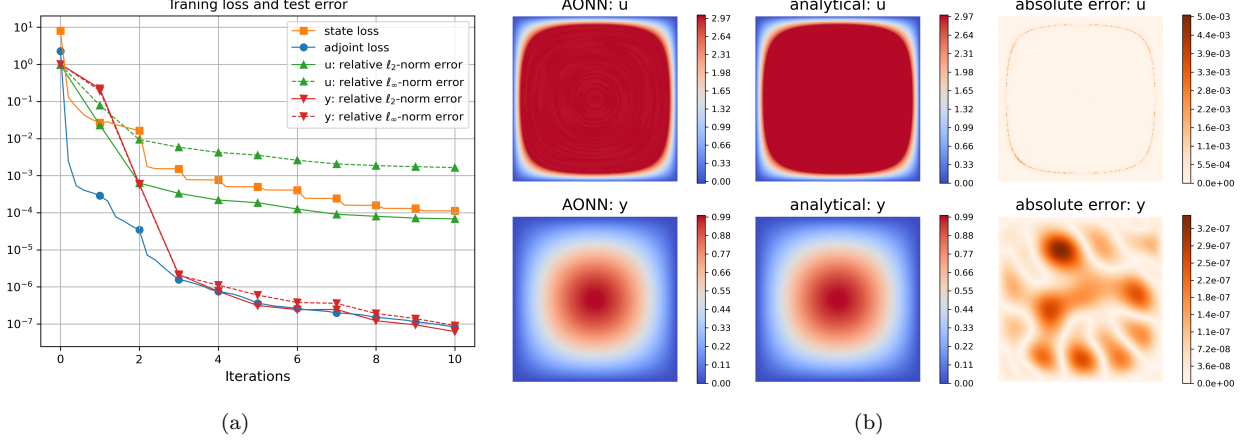 Traning loss and test error
10¹
10⁰
10⁻¹
10⁻²
10⁻³
10⁻⁴
10⁻⁵
10⁻⁶
10⁻⁷
state loss
adjoint loss
u: relative ℓ₂-norm error
u: relative ℓ∞-norm error
y: relative ℓ₂-norm error
y: relative ℓ∞-norm error
0 2 4 6 8 10
Iterations
(a)
AONN: u
2.97
2.64
2.31
1.98
1.65
1.32
0.99
0.66
0.33
0.00
analytical: u
2.97
2.64
2.31
1.98
1.65
1.32
0.99
0.66
0.33
0.00
absolute error: u
5.0e-03
4.4e-03
3.9e-03
3.3e-03
2.8e-03
2.2e-03
1.7e-03
1.1e-03
5.5e-04
0.0e+00
AONN: y
0.99
0.88
0.77
0.66
0.55
0.44
0.33
0.22
0.11
0.00
analytical: y
0.99
0.88
0.77
0.66
0.55
0.44
0.33
0.22
0.11
0.00
absolute error: y
3.2e-07
2.9e-07
2.5e-07
2.2e-07
1.8e-07
1.4e-07
1.1e-07
7.2e-08
3.6e-08
0.0e+00
(b)